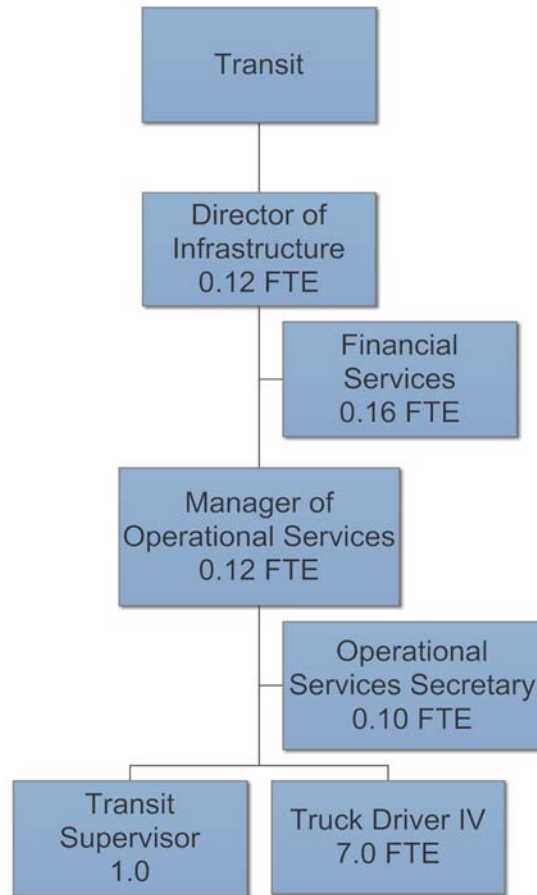 Transit
Director of
Infrastructure
0.12 FTE
Financial
Services
0.16 FTE
Manager of
Operational Services
0.12 FTE
Operational
Services Secretary
0.10 FTE
Transit
Supervisor
1.0
Truck Driver IV
7.0 FTE